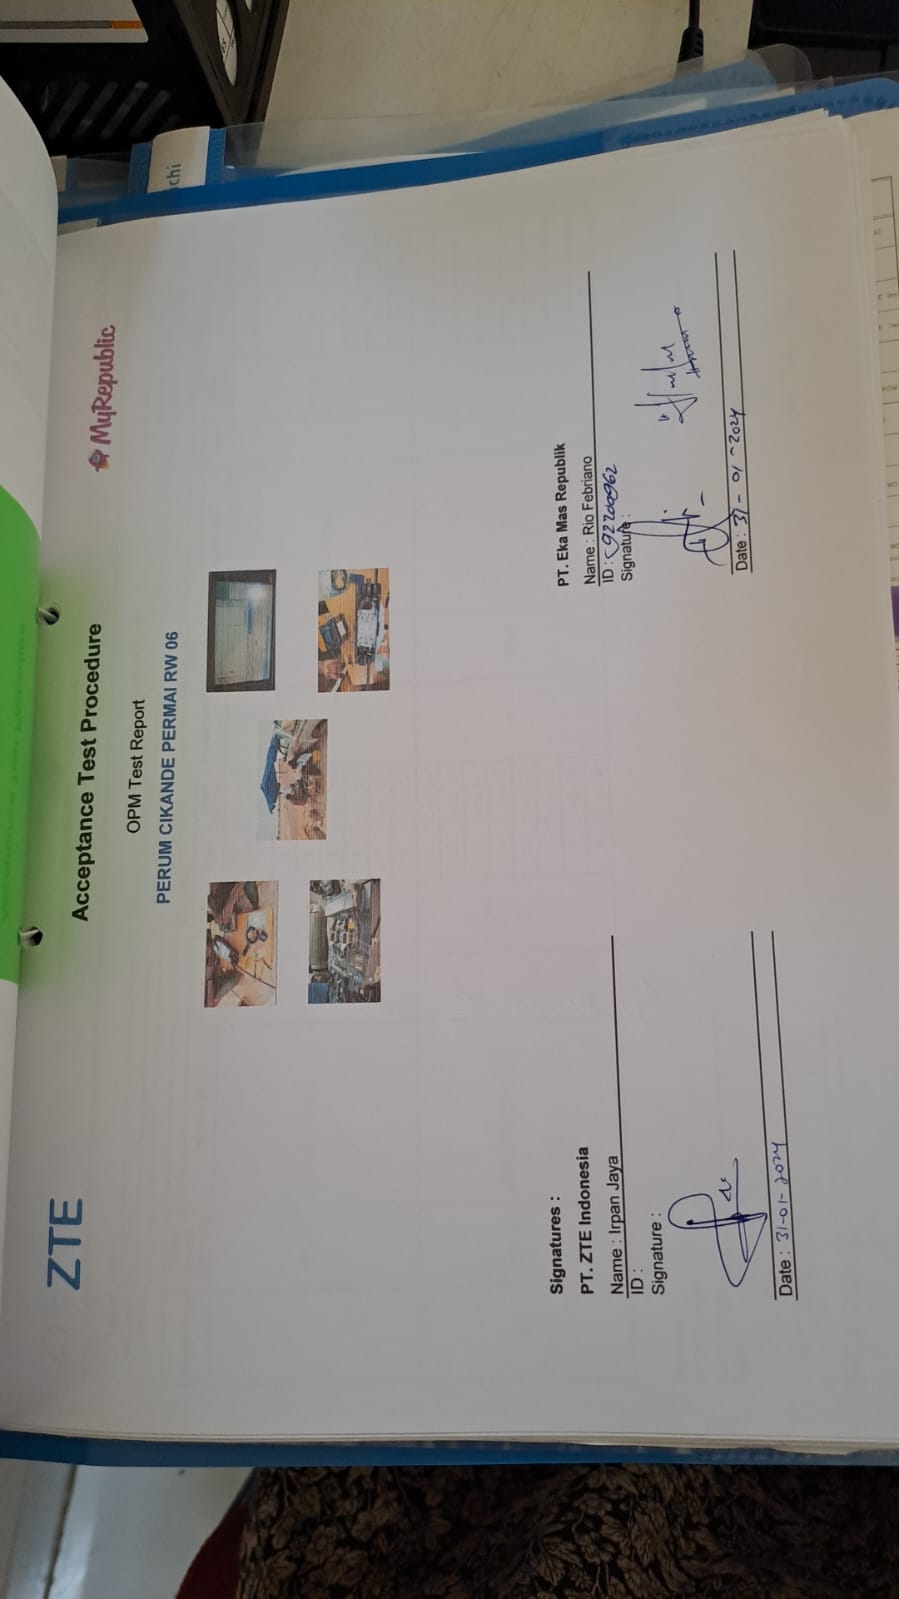 ZTE
MyRepublic
Acceptance Test Procedure
OPM Test Report
PERUM CIKANDE PERMAI RW 06
Signatures :
PT. ZTE Indonesia
Name : Irpan Jaya
ID :
Signature :
Date : 31-01-2024
PT. Eka Mas Republik
Name : Rio Febriano
ID : 92200962
Signature :
Date : 31-01-2024
chi